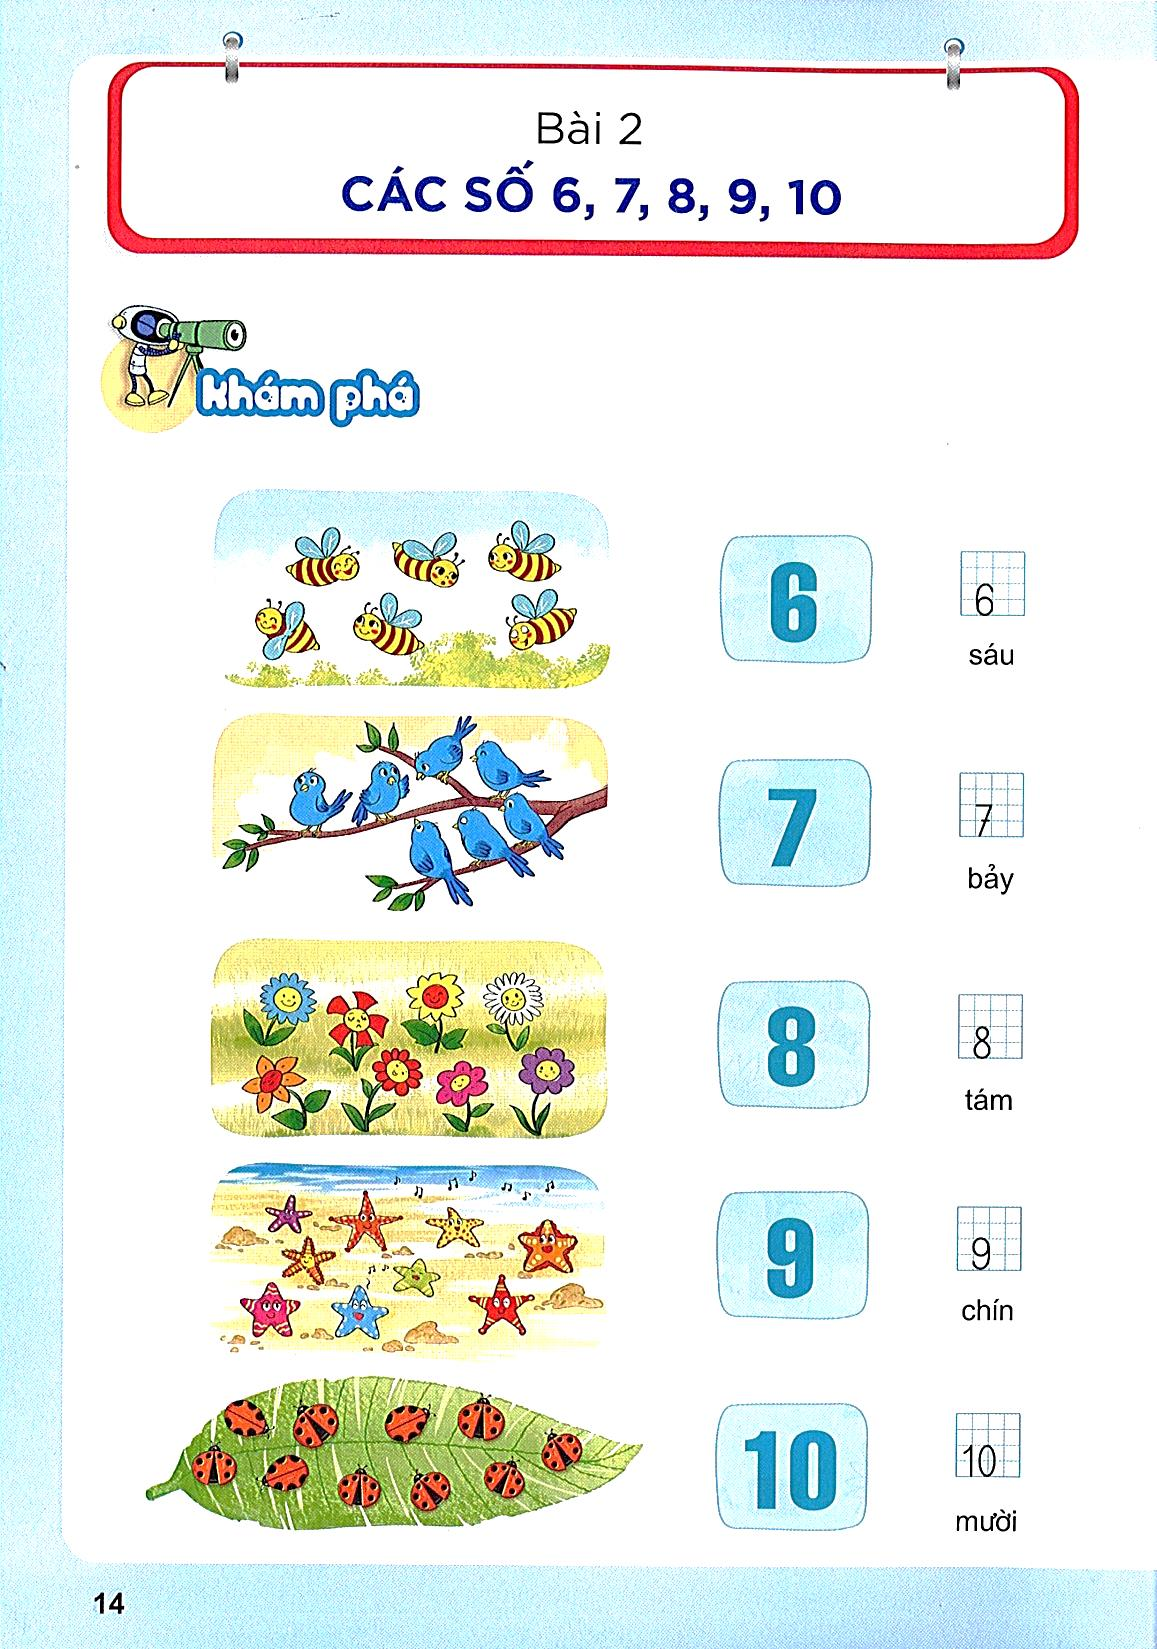 Bài 2
CÁC SỐ 6, 7, 8, 9, 10
Khám phá
6
6
sáu
7
7
bảy
8
8
tám
9
9
chín
10
10
mười
14